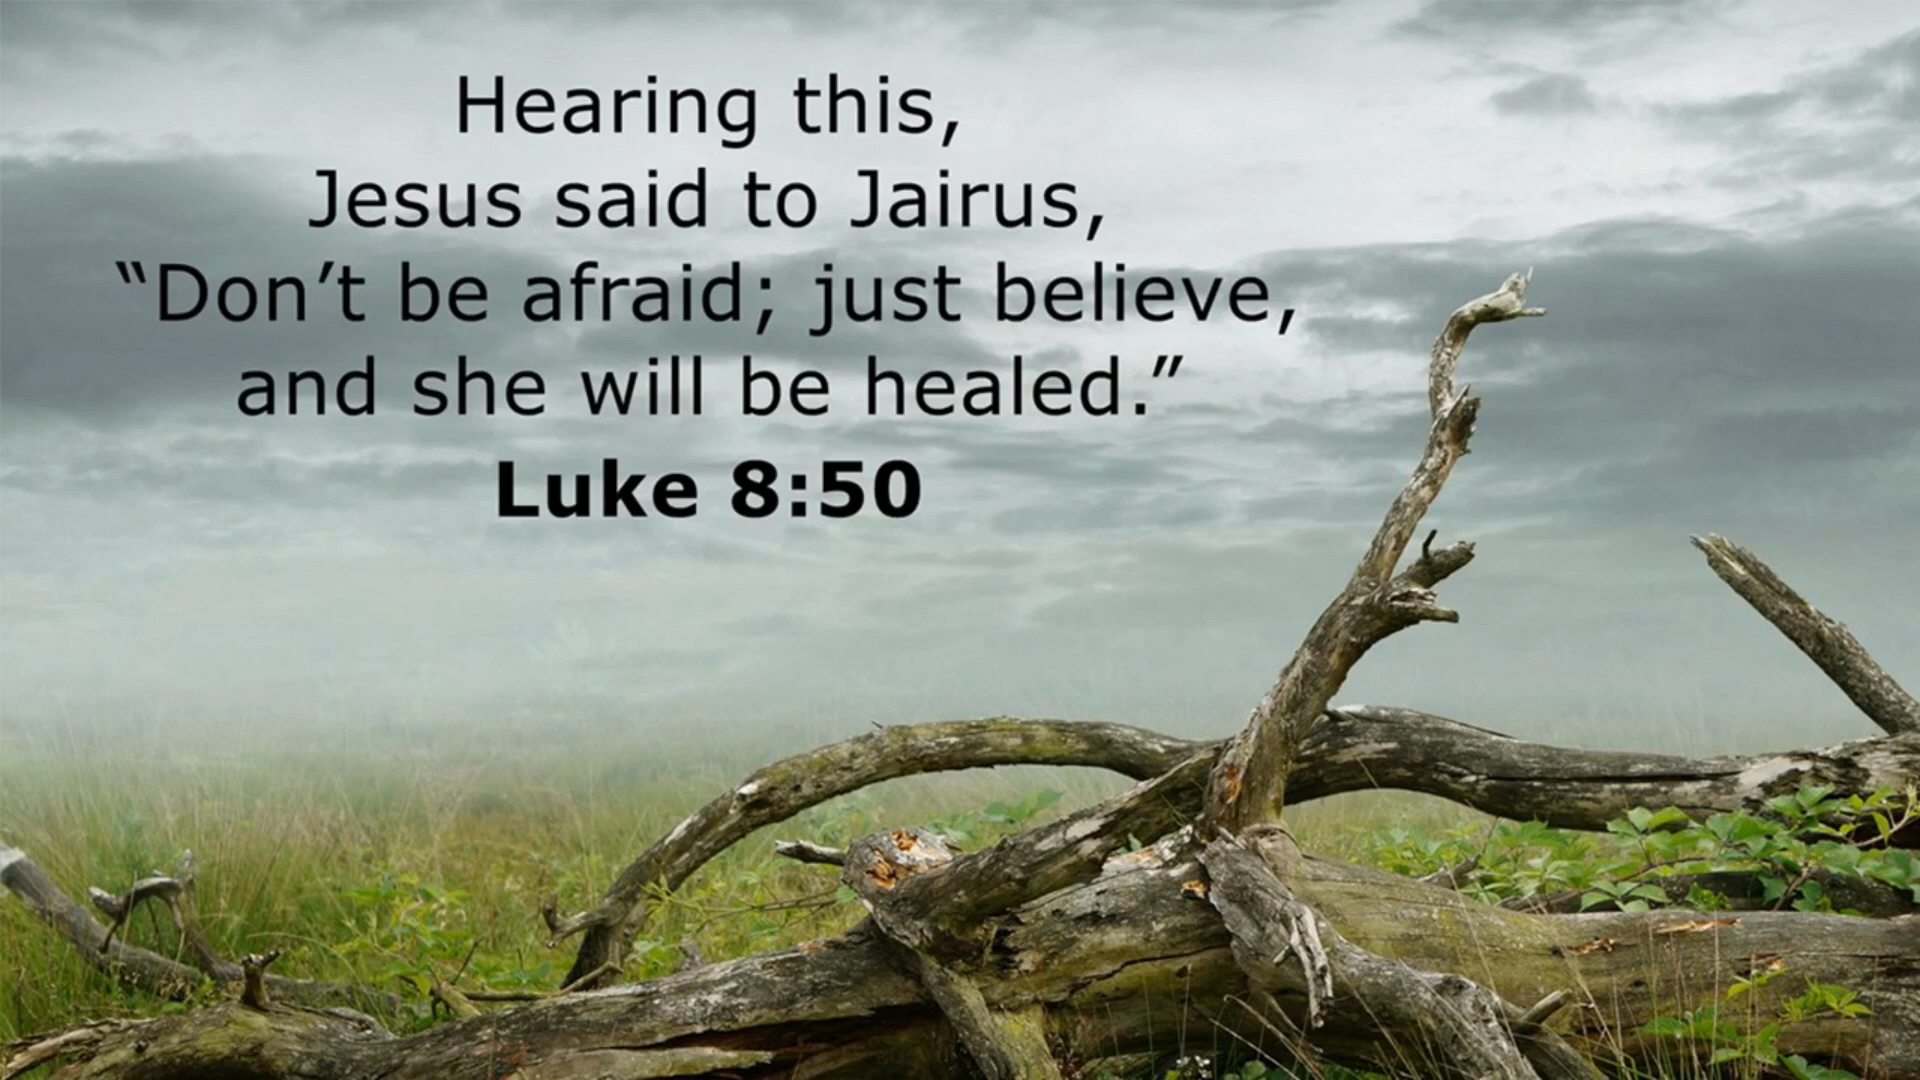 Hearing this,
Jesus said to Jairus,
“Don’t be afraid; just believe,
and she will be healed.”
Luke 8:50